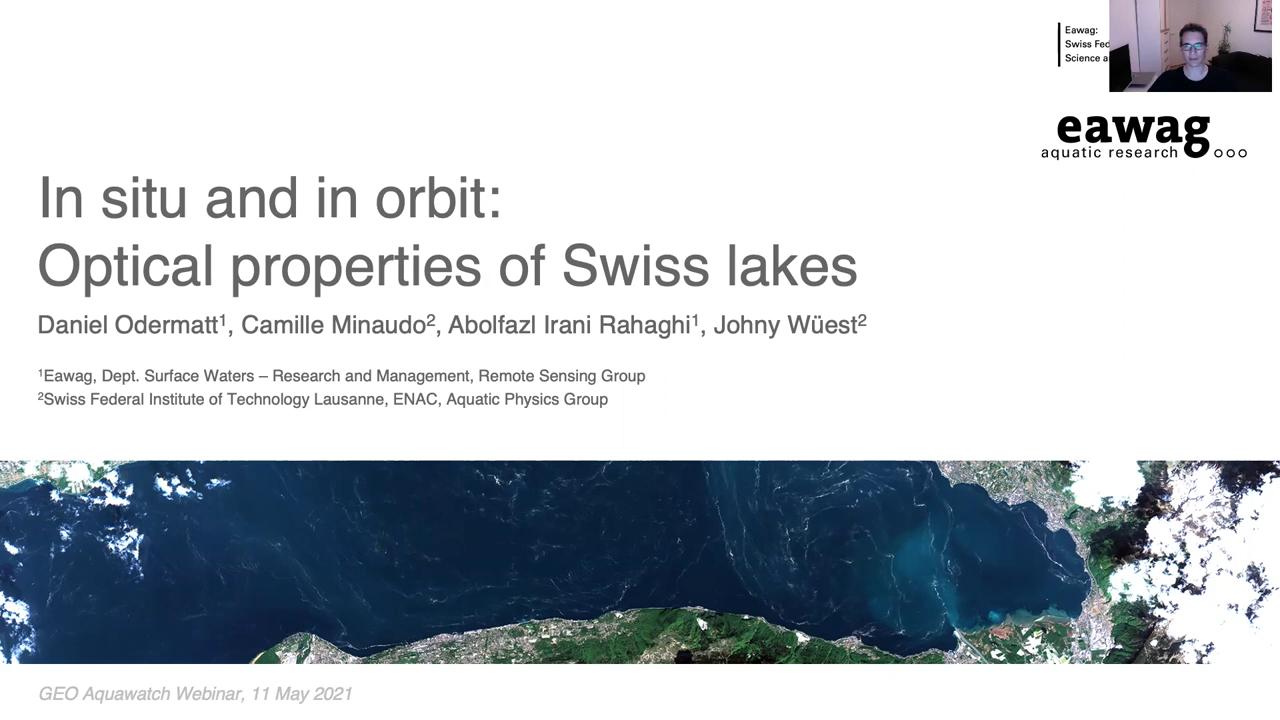 Eawag:
Swiss Fed
Science a
eawag
aquatic research
In situ and in orbit:
Optical properties of Swiss lakes
Daniel Odermatt¹, Camille Minaudo², Abolfazl Irani Rahaghi¹, Johny Wüest²
¹Eawag, Dept. Surface Waters – Research and Management, Remote Sensing Group
²Swiss Federal Institute of Technology Lausanne, ENAC, Aquatic Physics Group
GEO Aquawatch Webinar, 11 May 2021